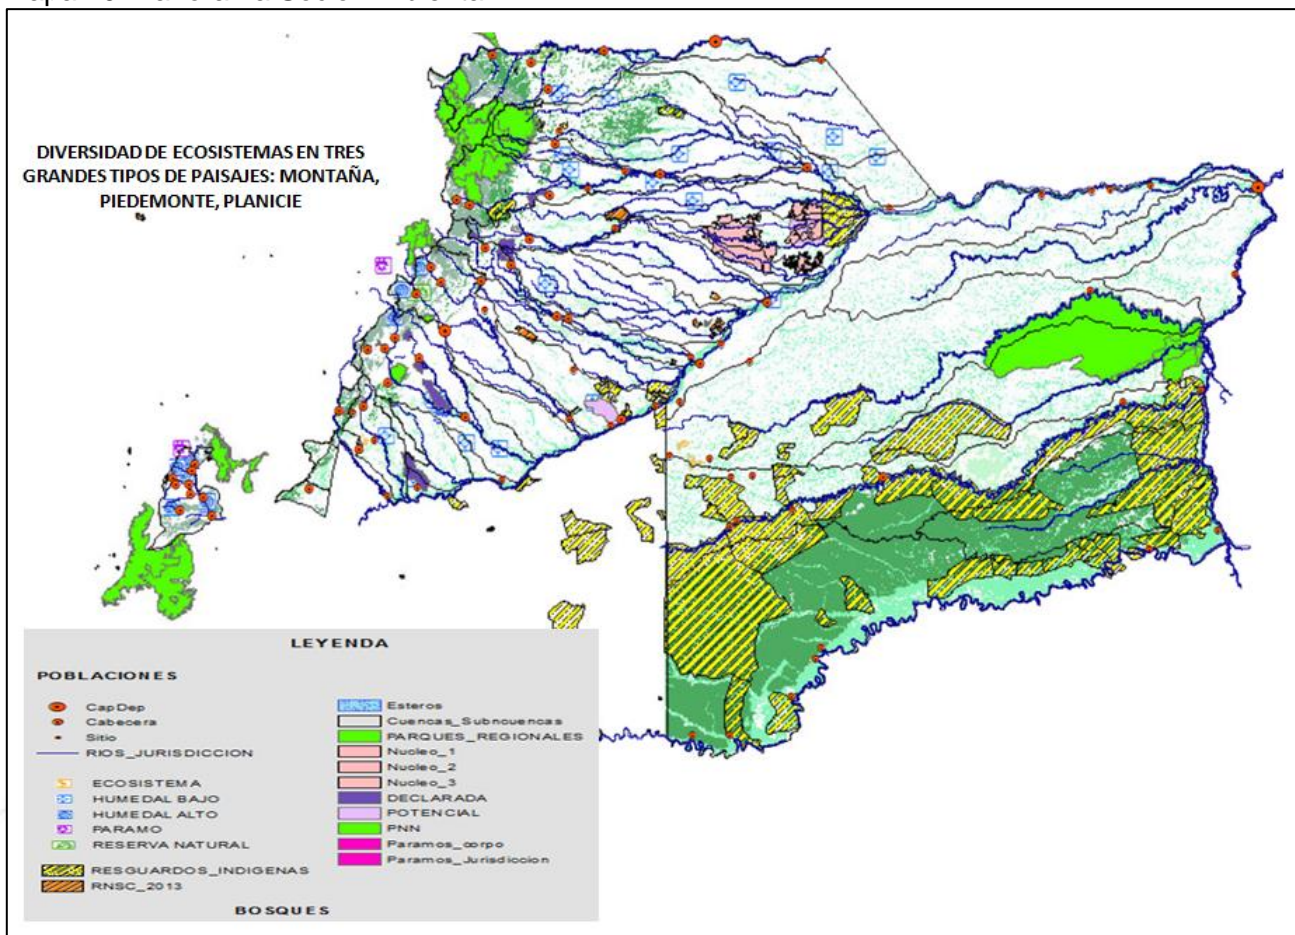 DIVERSIDAD DE ECOSISTEMAS EN TRES
GRANDES TIPOS DE PAISAJES: MONTAÑA,
PIEDEMONTE, PLANICIE
LEYENDA
POBLACIONES
CapDep
Cabecera
Sitio
RIOS_JURISDICCION
ECOSISTEMA
HUMEDAL BAJO
HUMEDAL ALTO
PARAMO
RESERVA NATURAL
RESGUARDOS_INDIGENAS
RNSC_2013
Esteros
Cuencas_Subncuencas
PARQUES_REGIONALES
Nucleo_1
Nucleo_2
Nucleo_3
DECLARADA
POTENCIAL
PNN
Paramos_corpo
Paramos_Jurisdiccion
BOSQUES